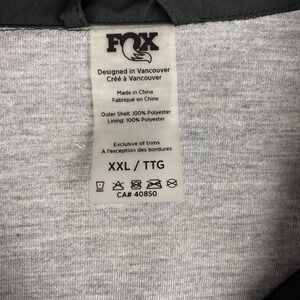 FOX
Designed in Vancouver
Créé à Vancouver
Made in China
Fabriqué en Chine
Outer Shell: 100% Polyester
Lining: 100% Polyester
Exclusive of trims
A l'exception des bordures
XXL / TTG
CA# 40850